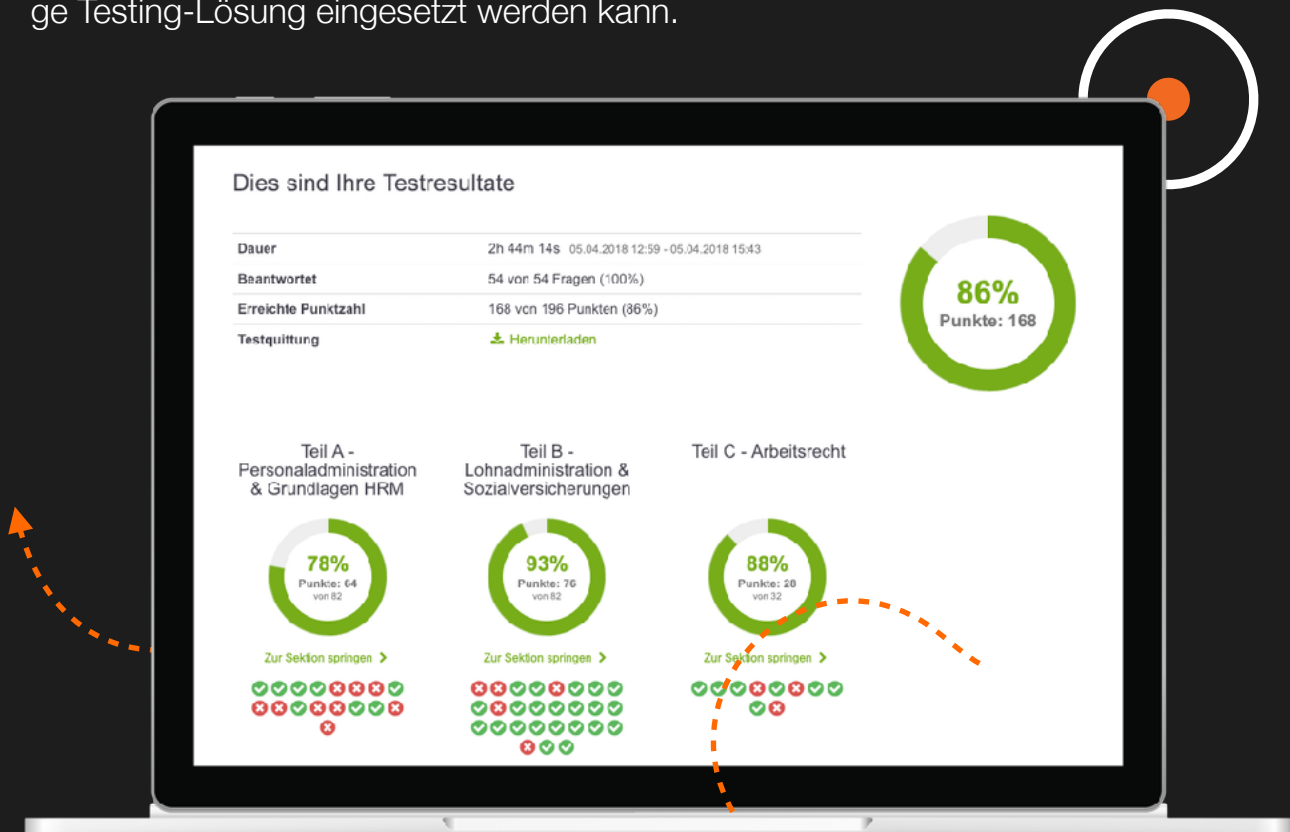 ge Testing-Lösung eingesetzt werden kann.
Dies sind Ihre Testresultate
Dauer 2h 44m 14s 05.04.2018 12:59 - 05.04.2018 15:43
Beantwortet 54 von 54 Fragen (100%)
Erreichte Punktzahl 168 von 196 Punkten (86%)
Testquittung Herunterladen
86%
Punkte: 168
Teil A -
Personaladministration
& Grundlagen HRM
78%
Punkte: 64
von 82
Zur Sektion springen
Teil B -
Lohnadministration &
Sozialversicherungen
93%
Punkte: 76
von 82
Zur Sektion springen
Teil C - Arbeitsrecht
88%
Punkte: 28
von 32
Zur Sektion springen